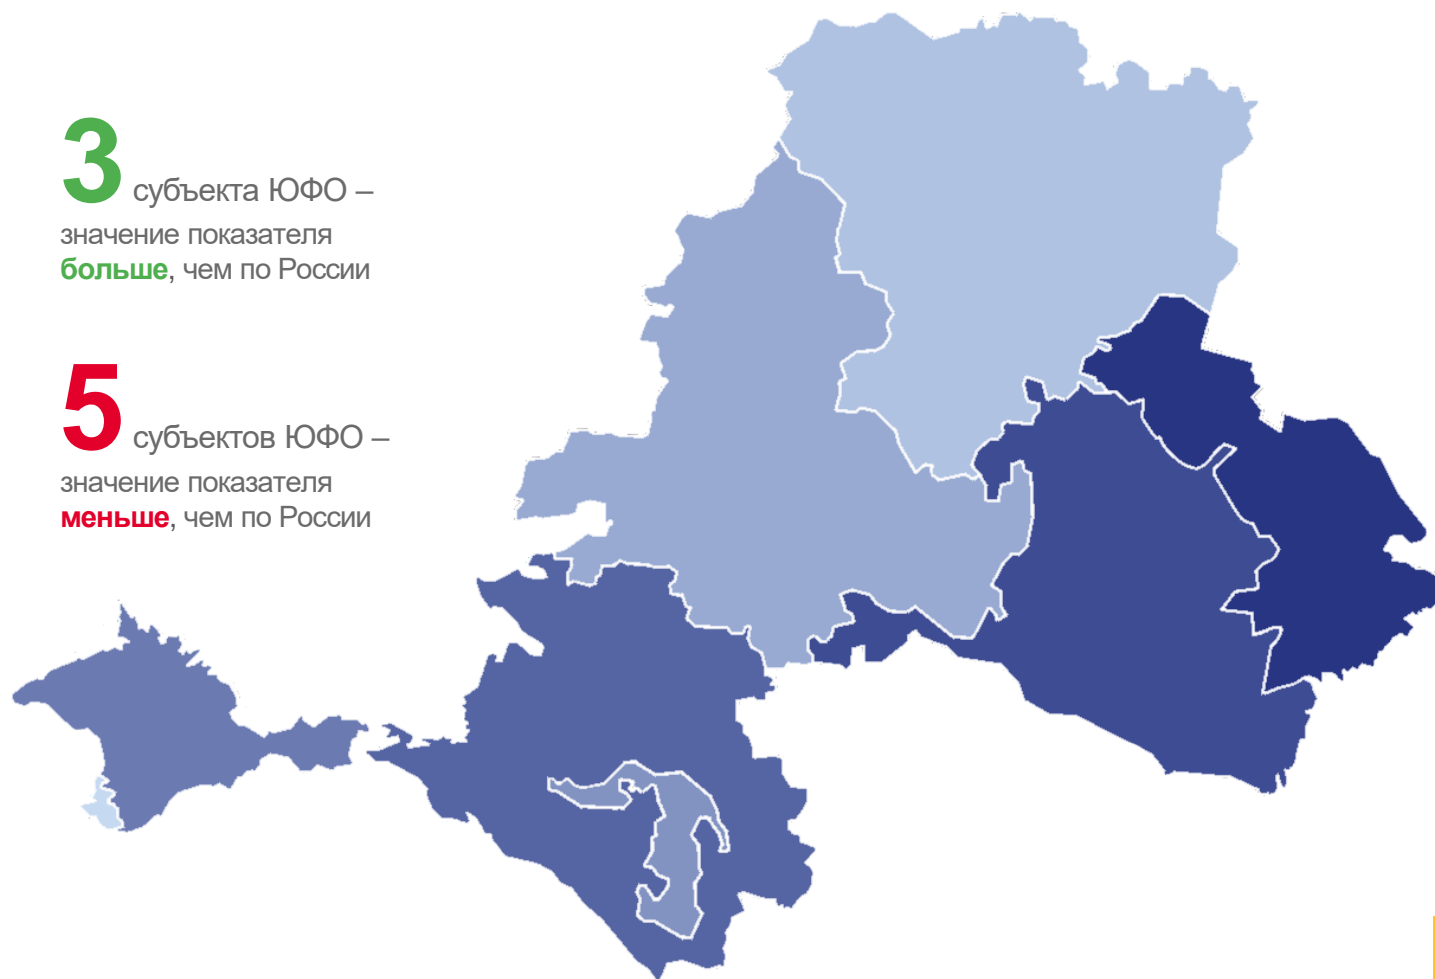 3 субъекта ЮФО –
значение показателя
больше, чем по России
5 субъектов ЮФО –
значение показателя
меньше, чем по России